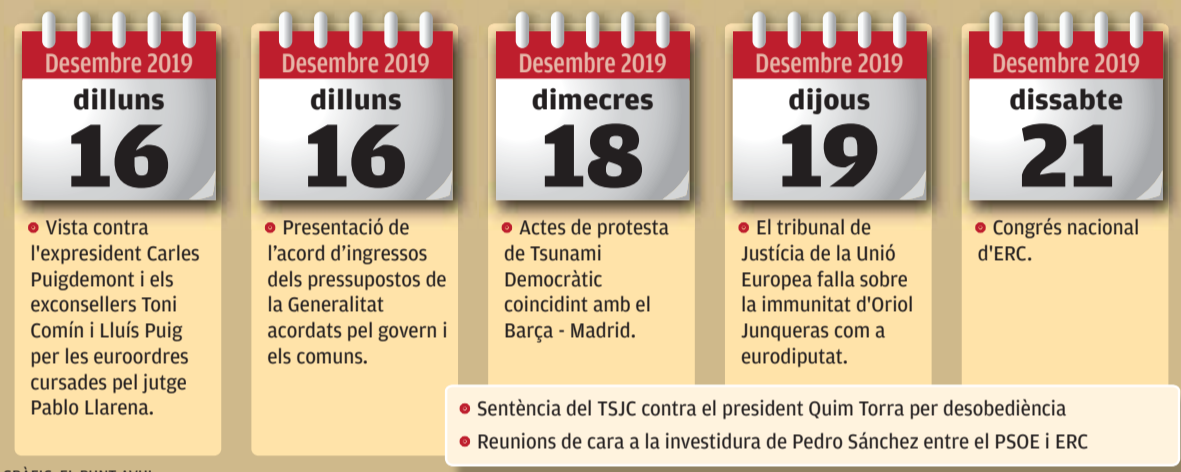 Desembre 2019
dilluns
16
Vista contra
l'expresident Carles
Puigdemont i els
exconsellers Toni
Comín i Lluís Puig
per les euroordres
cursades pel jutge
Pablo Llarena.
Desembre 2019
dilluns
16
Presentació de
l’acord d’ingressos
dels pressupostos de
la Generalitat
acordats pel govern i
els comuns.
Desembre 2019
dimecres
18
Actes de protesta
de Tsunami
Democràtic
coincidint amb el
Barça - Madrid.
Desembre 2019
dijous
19
El tribunal de
Justícia de la Unió
Europea falla sobre
la immunitat d'Oriol
Junqueras com a
eurodiputat.
Desembre 2019
dissabte
21
Congrés nacional
d'ERC.
Sentència del TSJC contra el president Quim Torra per desobediència
Reunions de cara a la investidura de Pedro Sánchez entre el PSOE i ERC